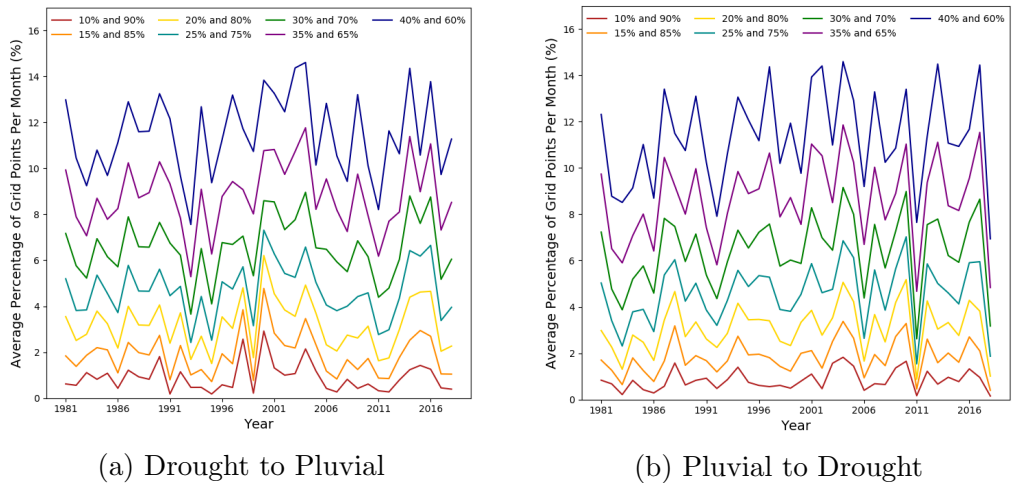 10% and 90% 20% and 80% 30% and 70% 40% and 60%
15% and 85% 25% and 75% 35% and 65%
Average Percentage of Grid Points Per Month (%)
16
14
12
10
8
6
4
2
0
1981 1986 1991 1996 2001 2006 2011 2016
Year
(a) Drought to Pluvial
10% and 90% 20% and 80% 30% and 70% 40% and 60%
15% and 85% 25% and 75% 35% and 65%
Average Percentage of Grid Points Per Month (%)
16
14
12
10
8
6
4
2
0
1981 1986 1991 1996 2001 2006 2011 2016
Year
(b) Pluvial to Drought